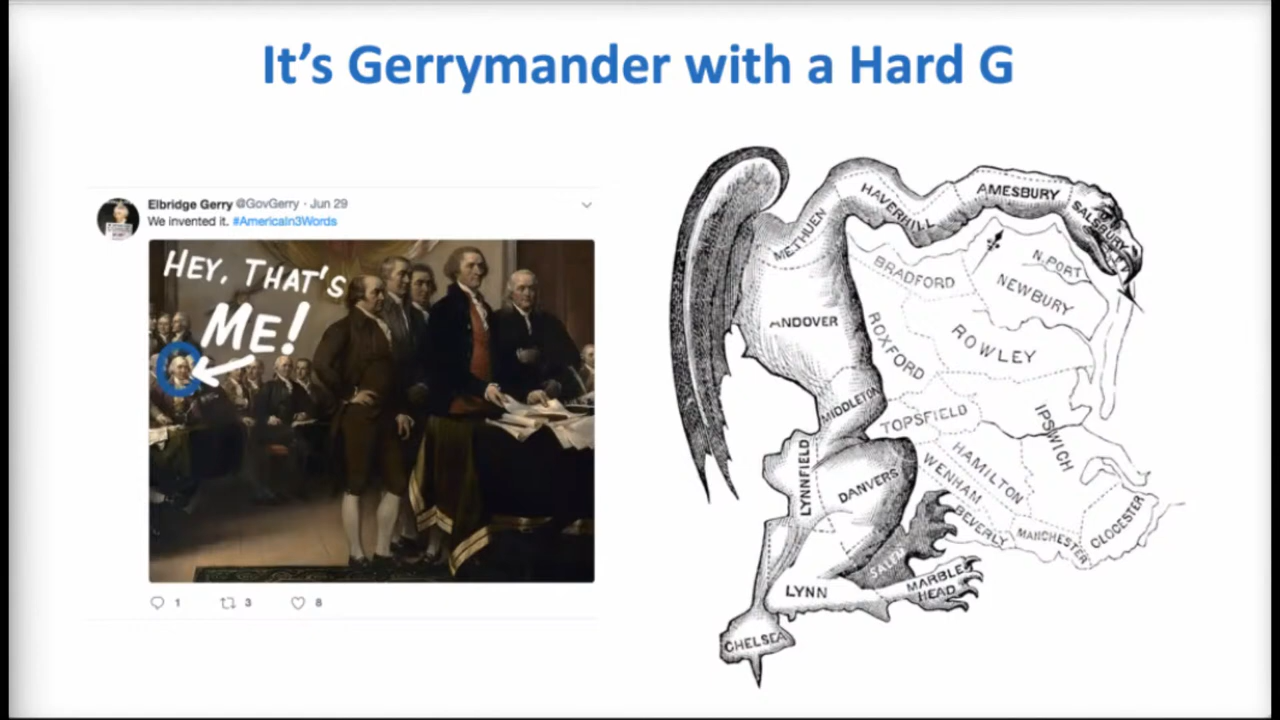 It's Gerrymander with a Hard G
Elbridge Gerry @GovGerry · Jun 29
We invented it. #AmericaIn3Words
HEY, THAT'S
ME!
1 3 8
METHUEN
HAVERHILL
AMESBURY
SALSBURY
BRADFORD
N.PORT
NEWBURY
ANDOVER
ROXFORD
ROWLEY
MIDDLETON
TOPSFIELD
IPSWICH
LYNNFIELD
DANVERS
HAMILTON
WENHAM
BEVERLY
MANCHESTER
GLOCESTER
SALEM
LYNN
MARBLE
HEAD
CHELSEA